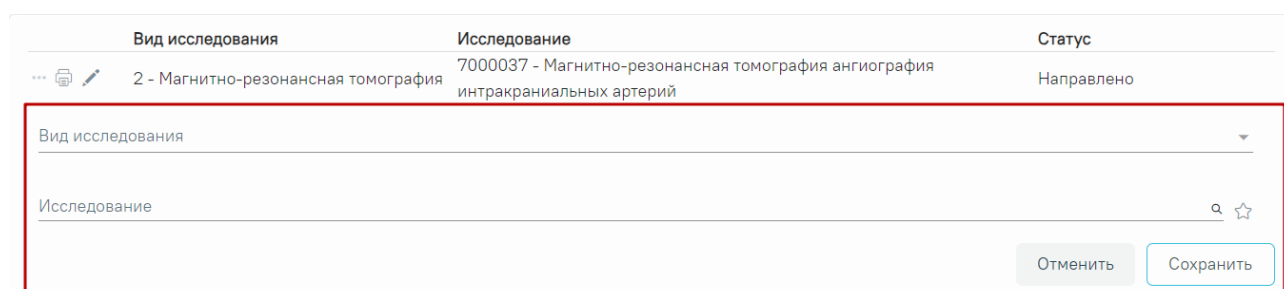 Вид исследования Исследование Статус
2 - Магнитно-резонансная томография 7000037 - Магнитно-резонансная томография ангиография интракраниальных артерий Направлено
Вид исследования
Исследование
Отменить Сохранить